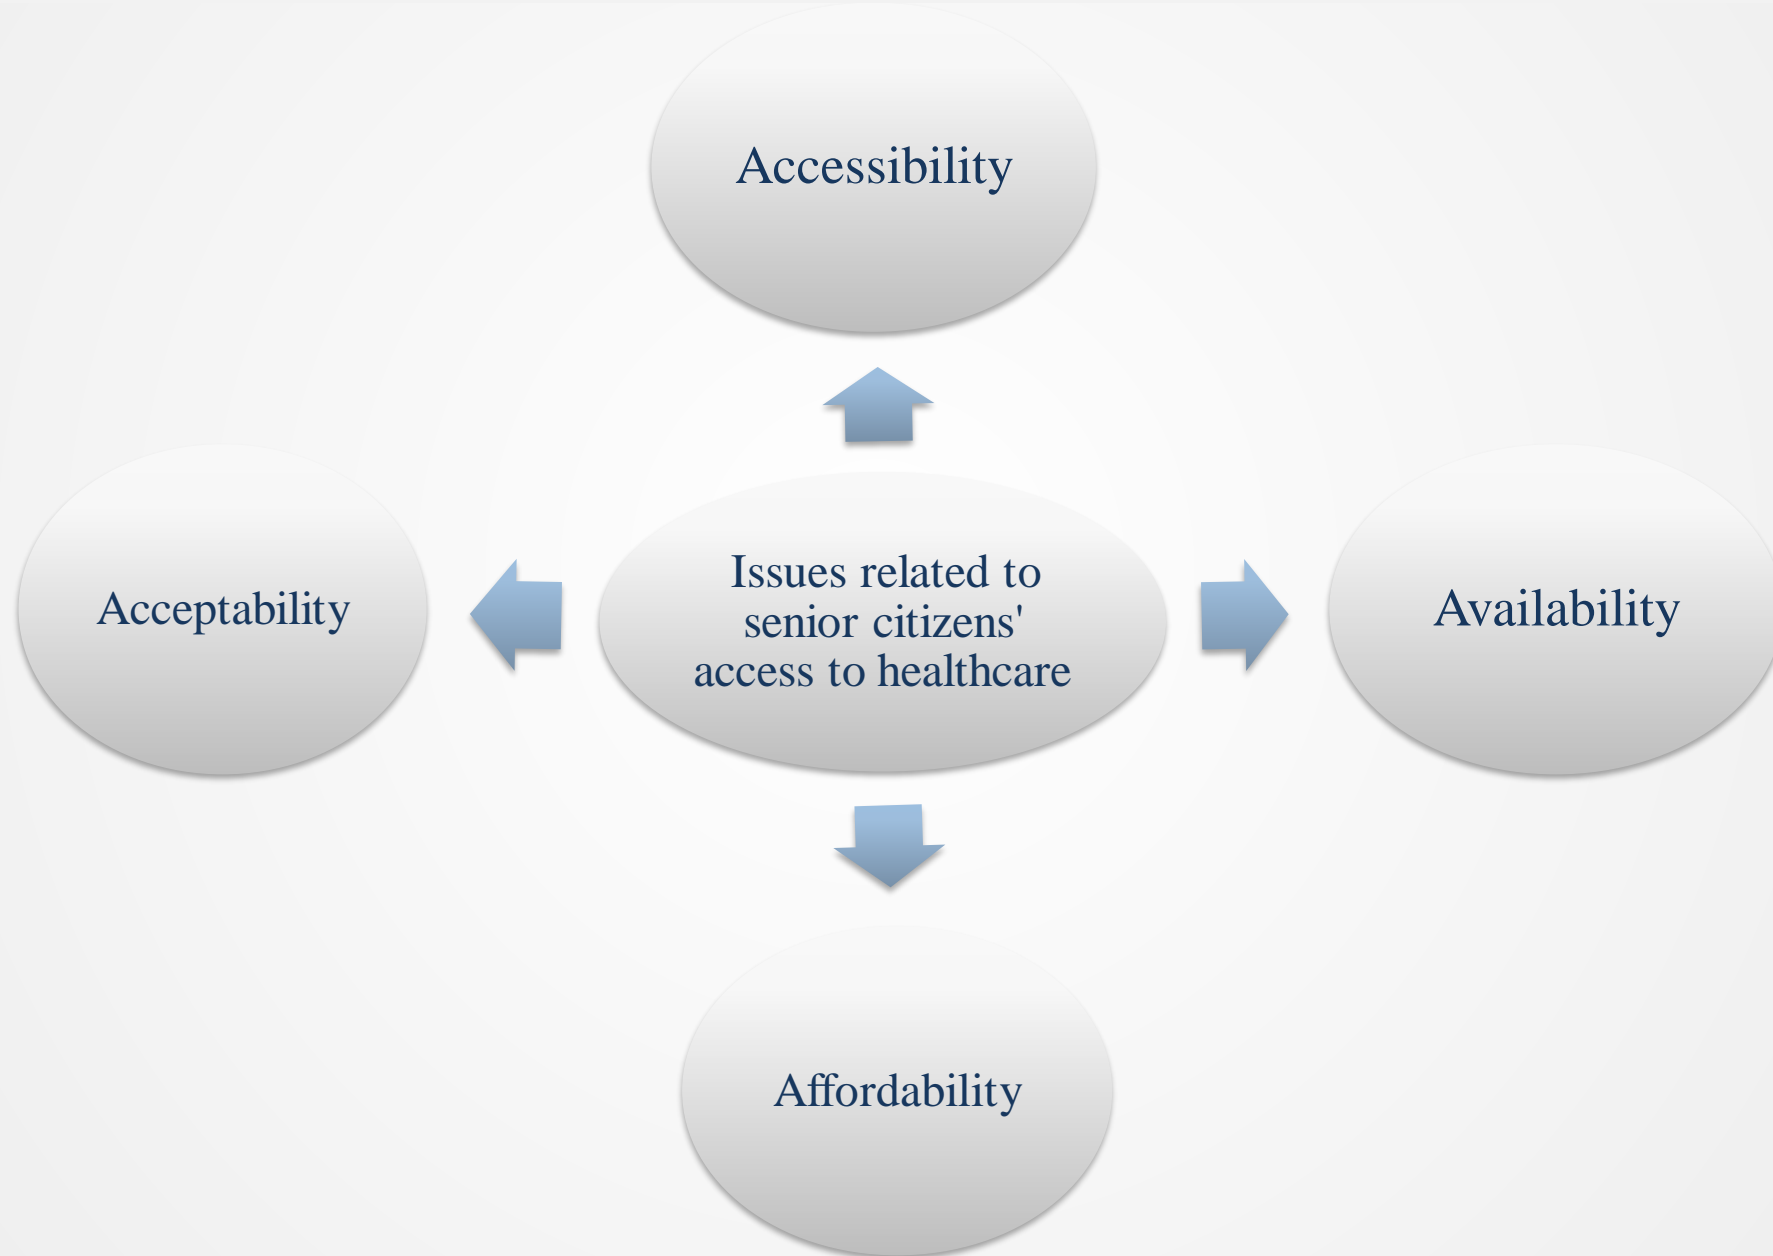 Accessibility
Acceptability
Issues related to
senior citizens'
access to healthcare
Availability
Affordability